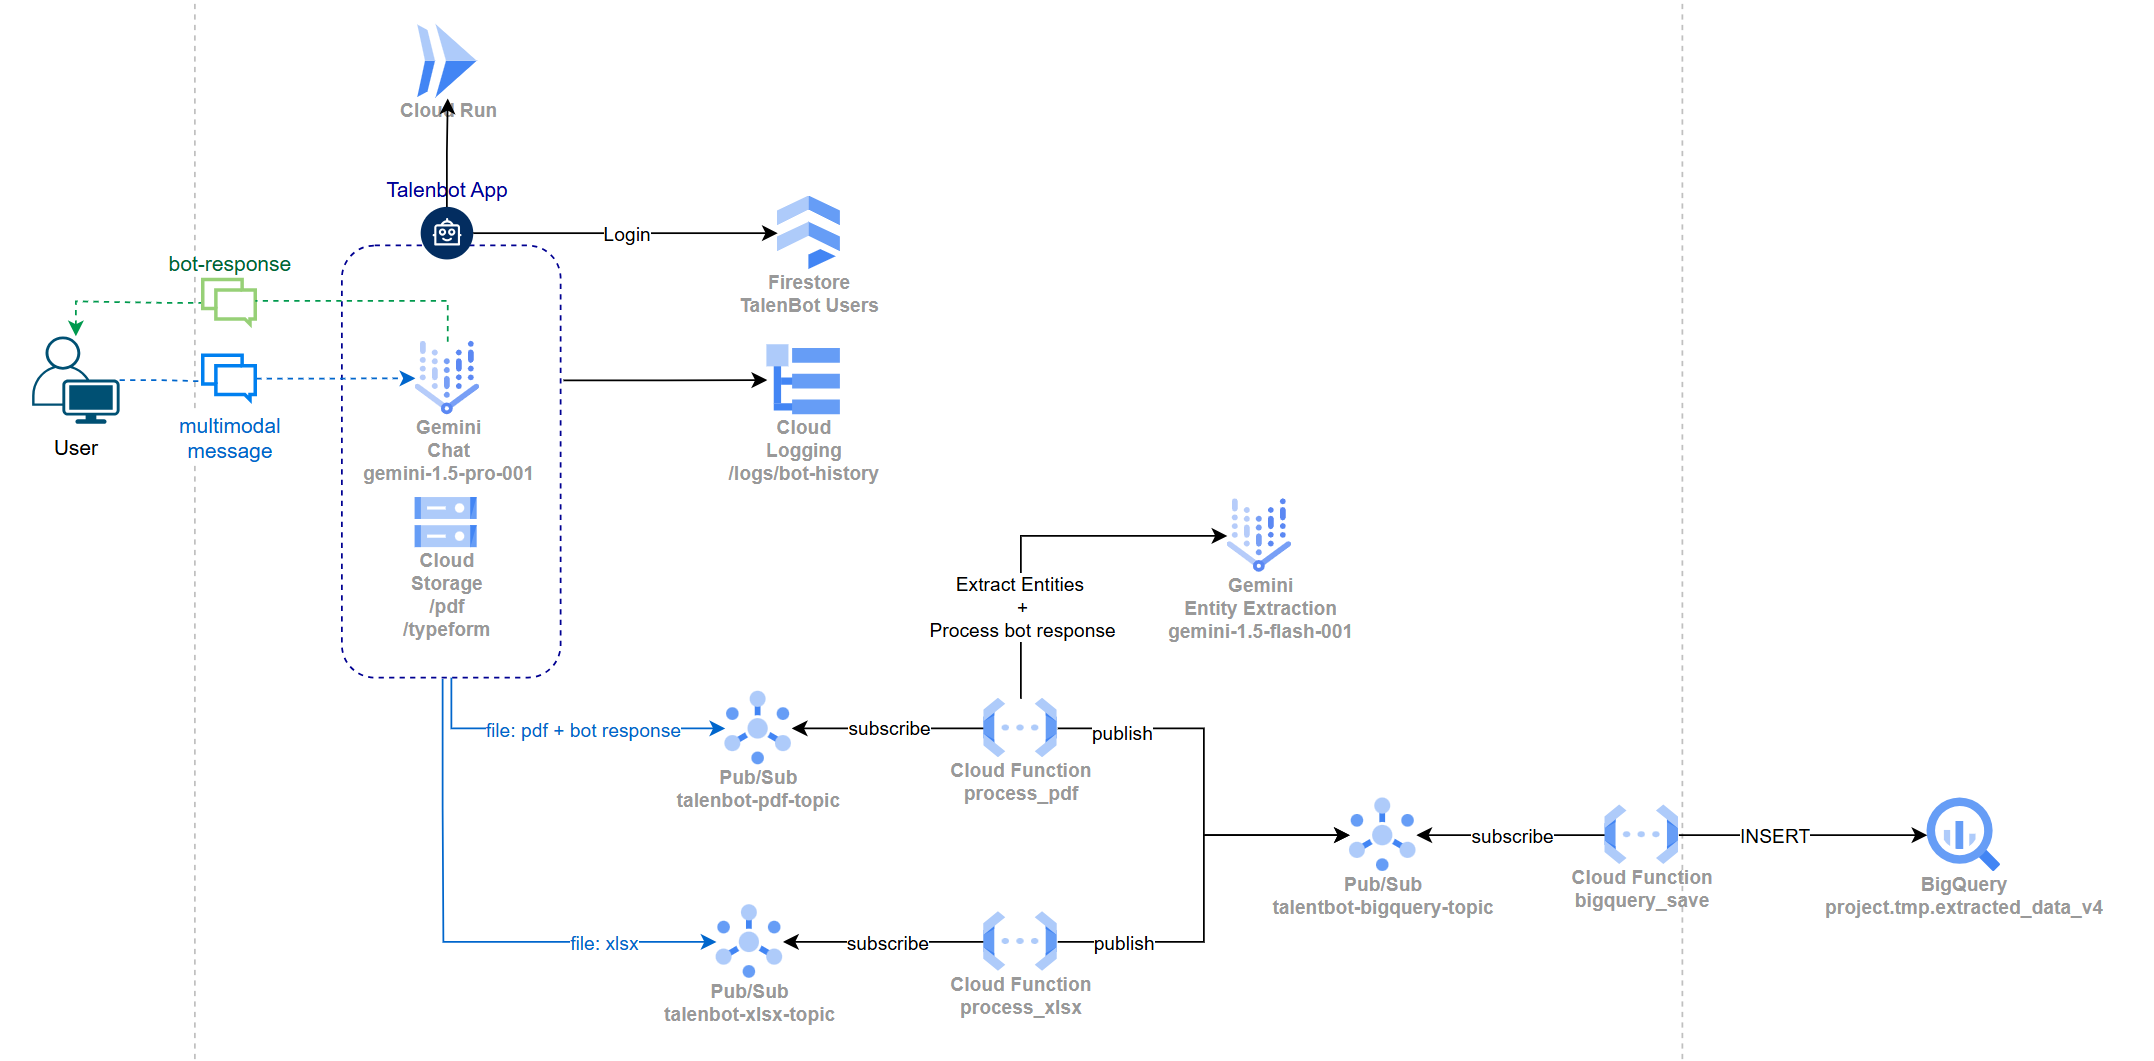 Cloud Run
Talenbot App
Login
Firestore
TalenBot Users
bot-response
multimodal
message
User
Gemini
Chat
gemini-1.5-pro-001
Cloud
Logging
/logs/bot-history
Cloud
Storage
/pdf
/typeform
Extract Entities
+
Process bot response
Gemini
Entity Extraction
gemini-1.5-flash-001
file: pdf + bot response
subscribe
publish
Pub/Sub
talenbot-pdf-topic
Cloud Function
process_pdf
subscribe
INSERT
Pub/Sub
talentbot-bigquery-topic
Cloud Function
bigquery_save
BigQuery
project.tmp.extracted_data_v4
file: xlsx
subscribe
publish
Pub/Sub
talenbot-xlsx-topic
Cloud Function
process_xlsx